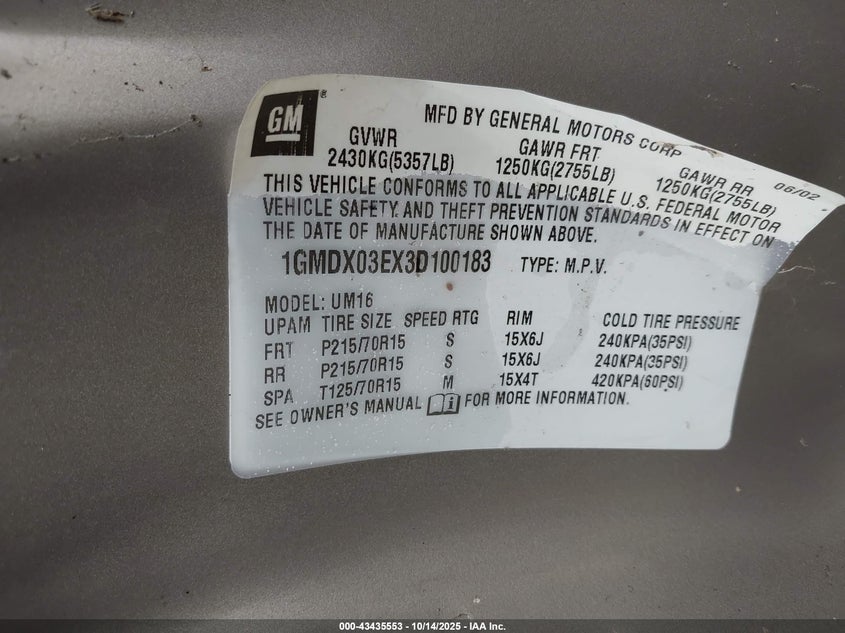 GM ®
MFD BY GENERAL MOTORS CORP
GVWR GAWR FRT GAWR RR 06/02
2430KG(5357LB) 1250KG(2755LB) 1250KG(2755LB)
THIS VEHICLE CONFORMS TO ALL APPLICABLE U.S. FEDERAL MOTOR
VEHICLE SAFETY AND THEFT PREVENTION STANDARDS IN EFFECT ON
THE DATE OF MANUFACTURE SHOWN ABOVE.
1GMDX03EX3D100183 TYPE: M.P.V.
MODEL: UM16
UPAM TIRE SIZE SPEED RTG RIM COLD TIRE PRESSURE
FRT P215/70R15 S 15X6J 240KPA(35PSI)
RR P215/70R15 S 15X6J 240KPA(35PSI)
SPA T125/70R15 M 15X4T 420KPA(60PSI)
SEE OWNER'S MANUAL FOR MORE INFORMATION.
000-43435553 - 10/14/2025 - IAA Inc.